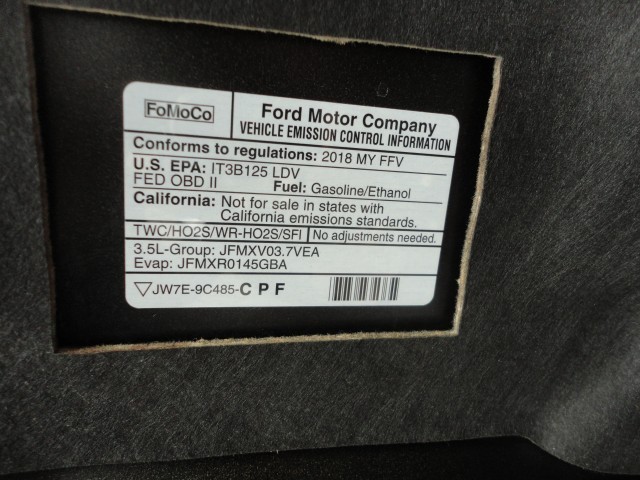 FoMoCo
Ford Motor Company
VEHICLE EMISSION CONTROL INFORMATION
Conforms to regulations: 2018 MY FFV
U.S. EPA: IT3B125 LDV
FED OBD II Fuel: Gasoline/Ethanol
California: Not for sale in states with
California emissions standards.
TWC/HO2S/WR-HO2S/SFI No adjustments needed.
3.5L-Group: JFMXV03.7VEA
Evap: JFMXR0145GBA
JW7E-9C485-C P F